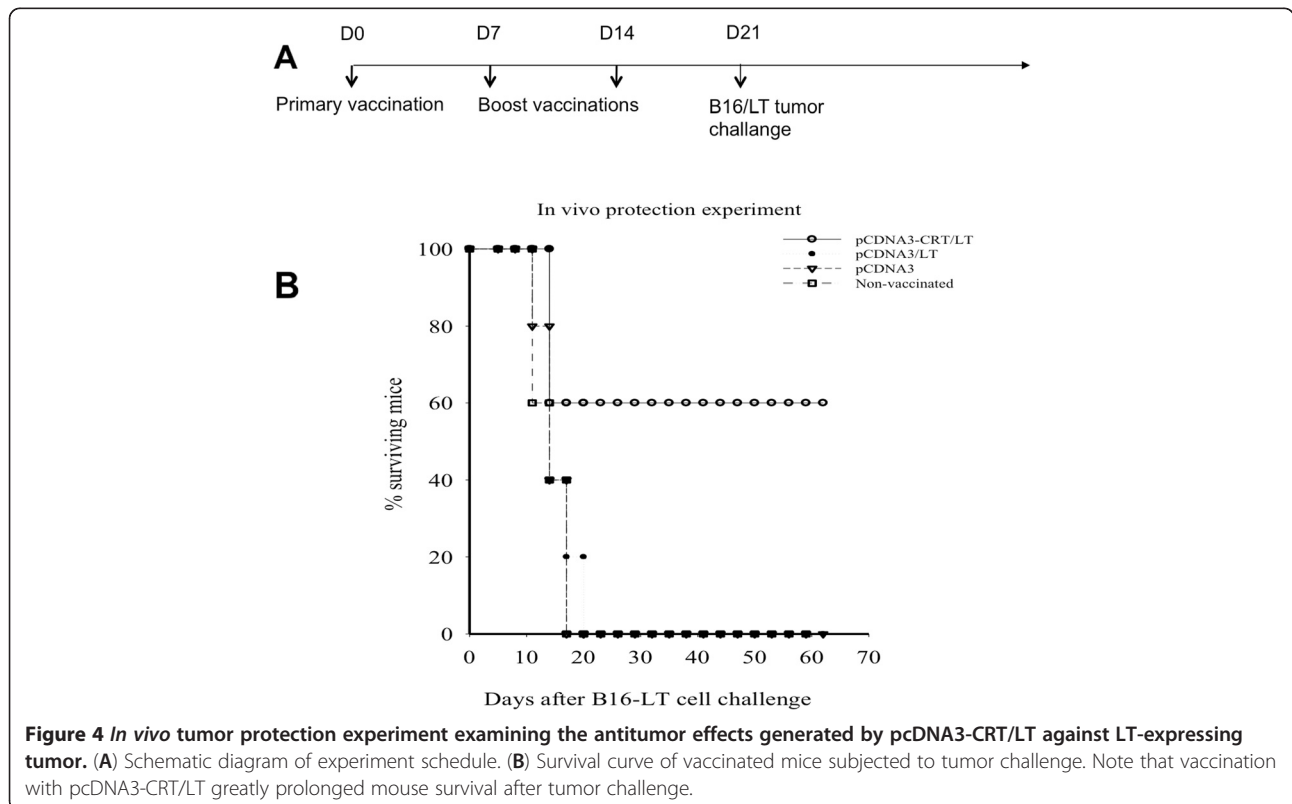 D0 D7 D14 D21
A
Primary vaccination Boost vaccinations B16/LT tumor
challange
In vivo protection experiment
pCDNA3-CRT/LT
pCDNA3/LT
pCDNA3
Non-vaccinated
B
% surviving mice
100
80
60
40
20
0
0 10 20 30 40 50 60 70
Days after B16-LT cell challenge
Figure 4 In vivo tumor protection experiment examining the antitumor effects generated by pcDNA3-CRT/LT against LT-expressing
tumor. (A) Schematic diagram of experiment schedule. (B) Survival curve of vaccinated mice subjected to tumor challenge. Note that vaccination
with pcDNA3-CRT/LT greatly prolonged mouse survival after tumor challenge.